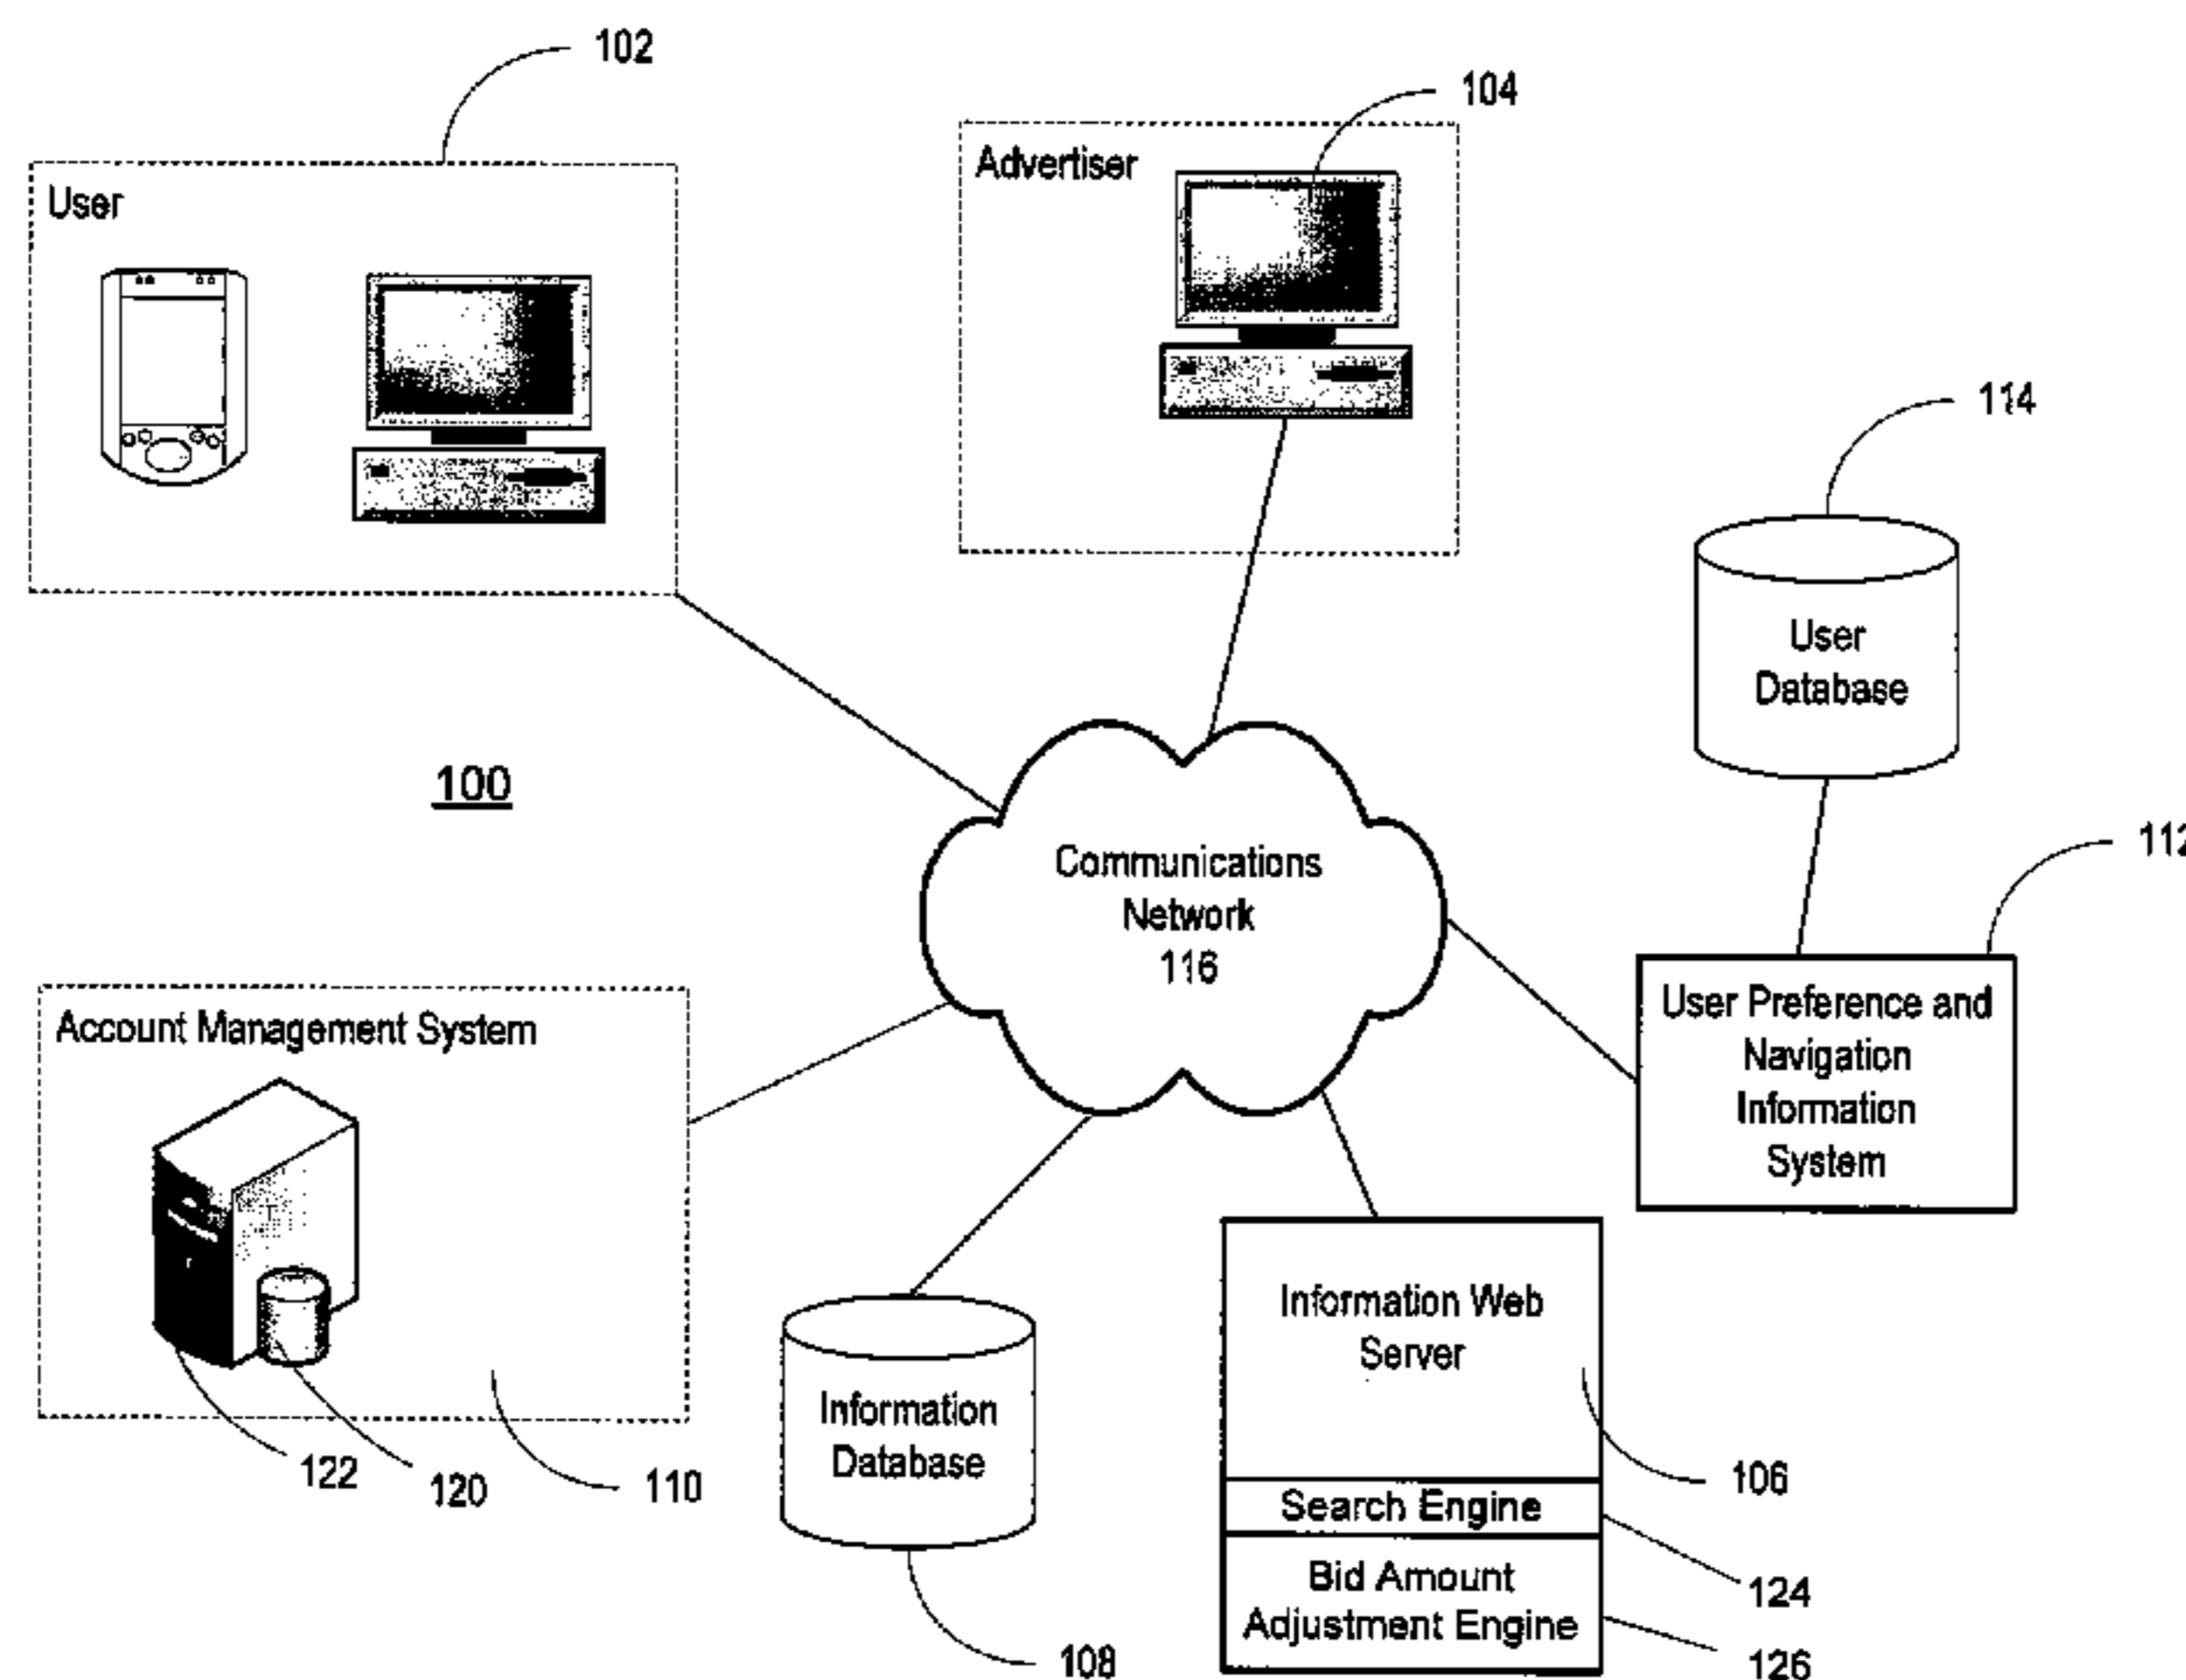 102
104
User
Advertiser
114
User
Database
100
112
Communications
Network
116
User Preference and
Navigation
Information
System
Account Management System
Information Web
Server
Information
Database
122
120
110
106
Search Engine
Bid Amount
Adjustment Engine
124
108
126